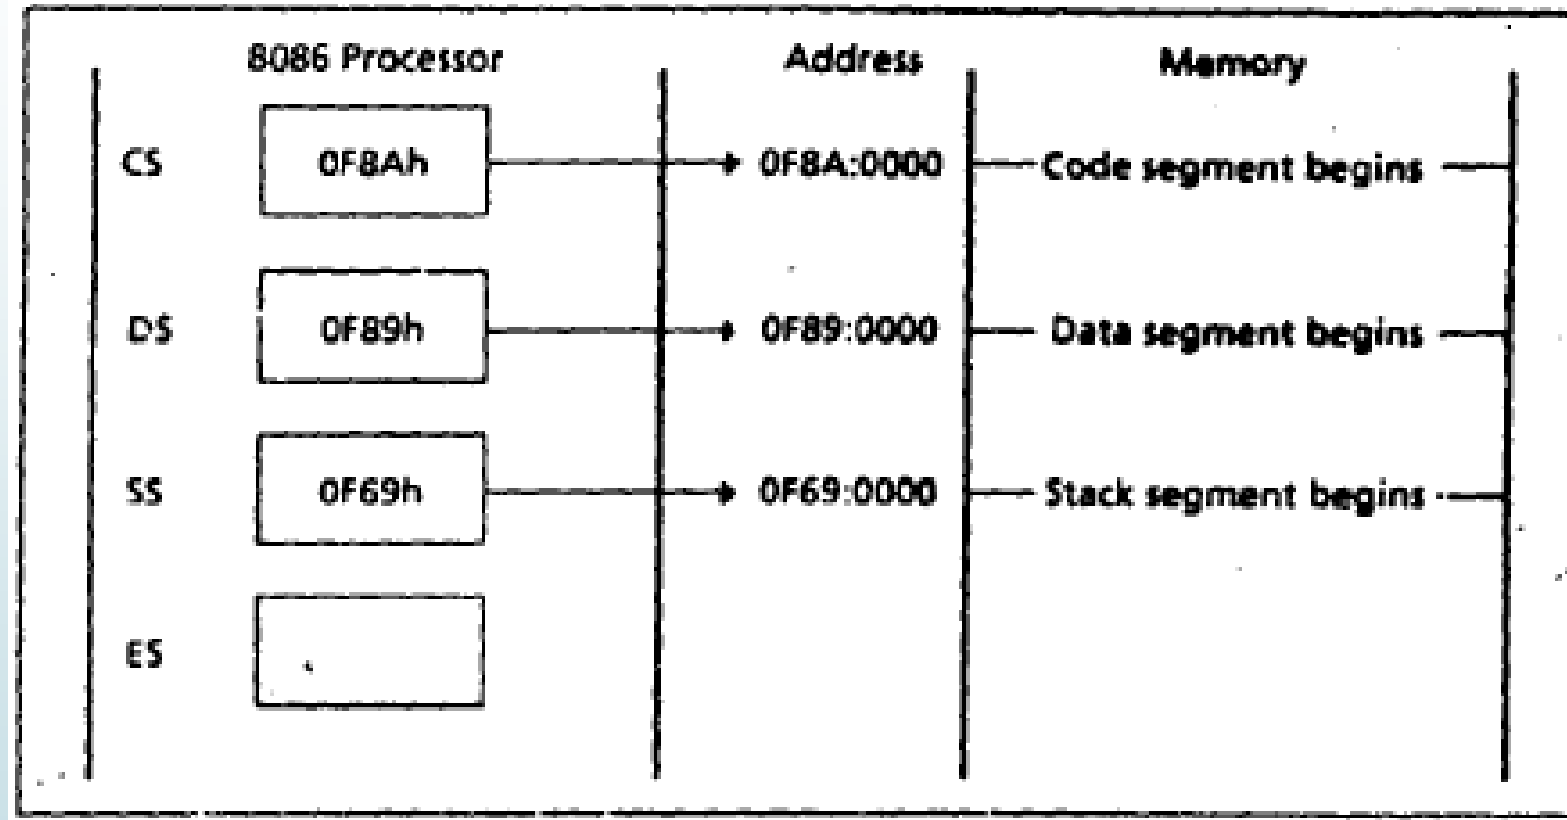 8086 Processor Address Memory
CS 0F8Ah 0F8A:0000 Code segment begins
DS 0F89h 0F89:0000 Data segment begins
SS 0F69h 0F69:0000 Stack segment begins
ES